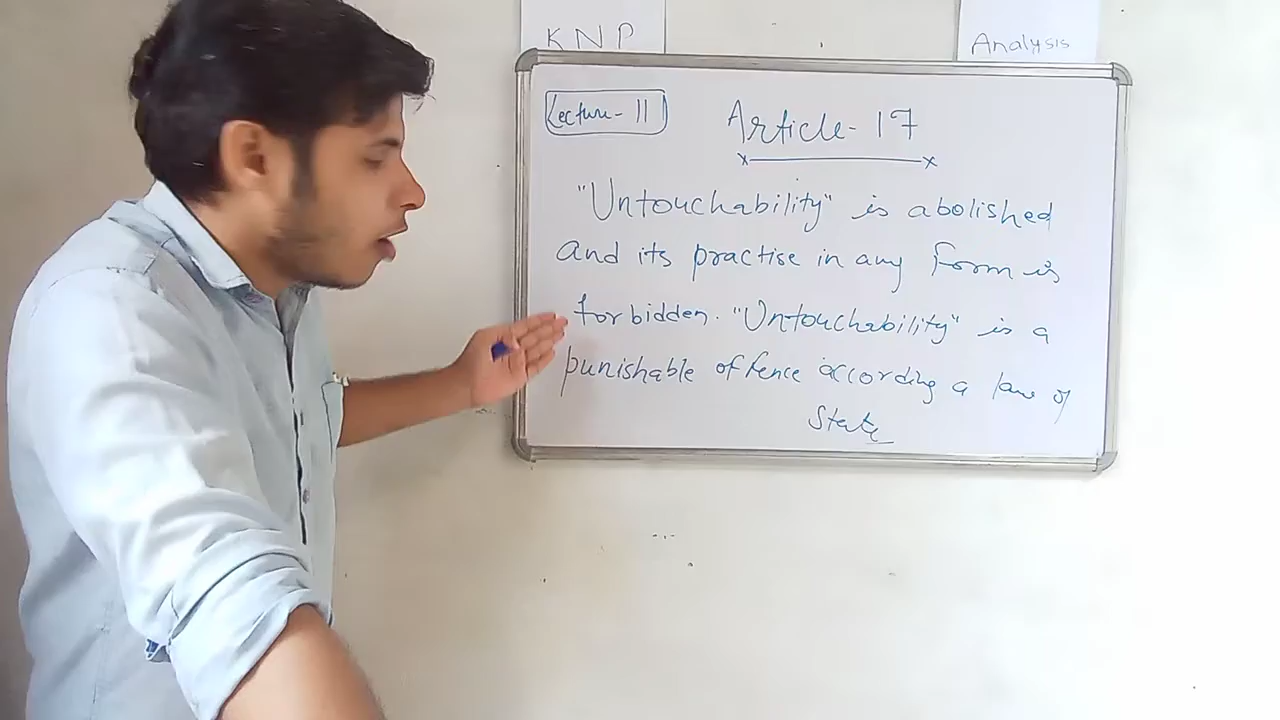 KNP
Analysis
Lecture - 11
Article - 17
"Untouchability" is abolished
and its practise in any form is
forbidden. "Untouchability" is a
punishable offence according a law of
State